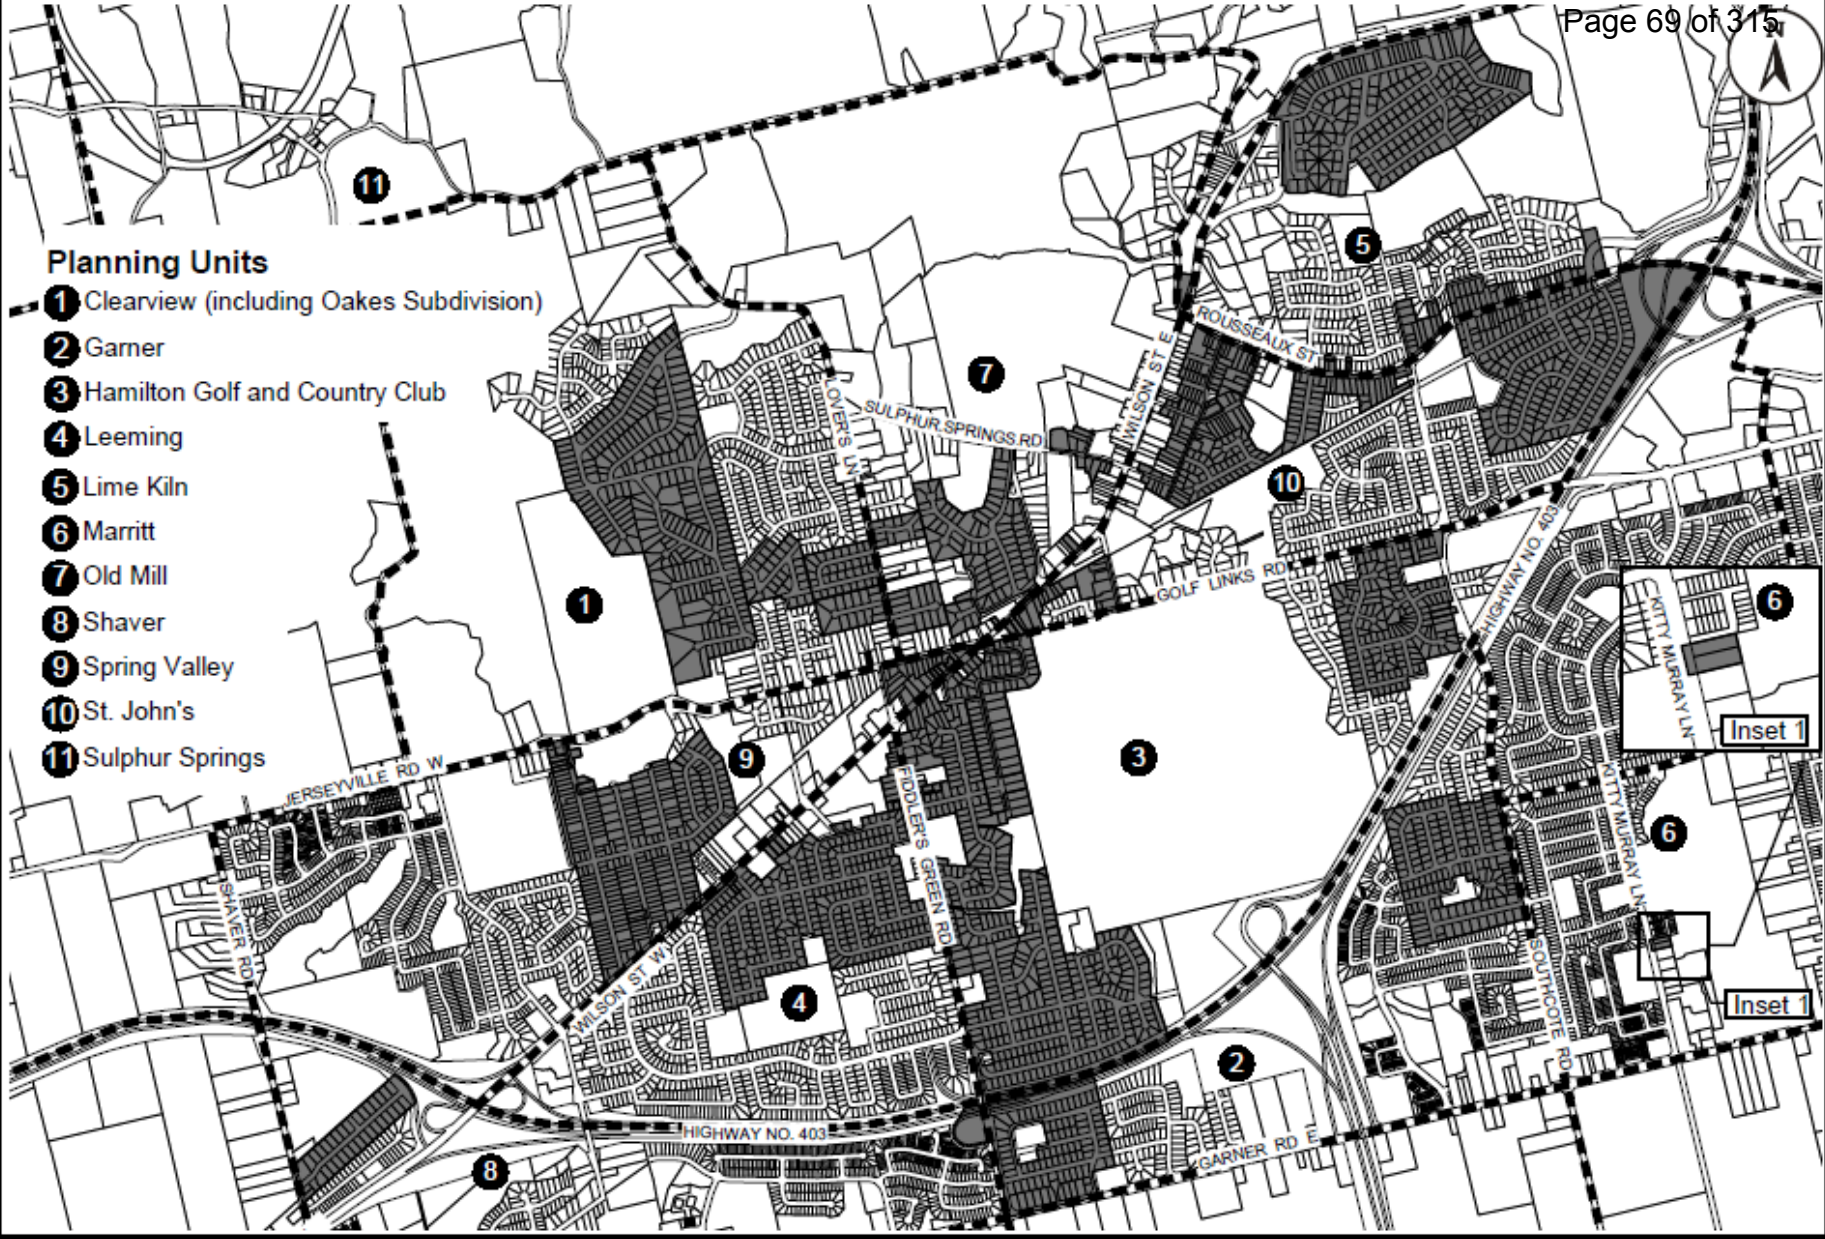 Page 69 of 315
N
11
Planning Units
1 Clearview (including Oakes Subdivision)
2 Garner
3 Hamilton Golf and Country Club
4 Leeming
5 Lime Kiln
6 Marritt
7 Old Mill
8 Shaver
9 Spring Valley
10 St. John's
11 Sulphur Springs
5
ROUSSEAUX ST
WILSON ST E
7
LOVER'S LN
SULPHUR SPRINGS RD
10
HIGHWAY NO. 403
GOLF LINKS RD
1
6
KITTY MURRAY LN
Inset 1
9
3
JERSEYVILLE RD W
FIDDLER'S GREEN RD
KITTY MURRAY LN
6
SHAVER RD
WILSON ST W
4
SOUTHCOTE RD
Inset 1
2
HIGHWAY NO. 403
GARNER RD E
8